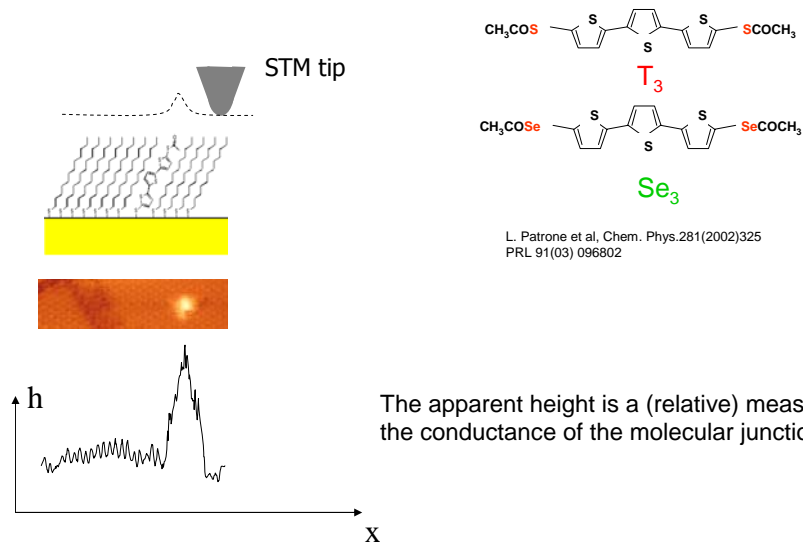 STM tip
CH₃COS S S S SCOCH₃
T₃
CH₃COSe S S S SeCOCH₃
Se₃
L. Patrone et al, Chem. Phys.281(2002)325
PRL 91(03) 096802
h
The apparent height is a (relative) meas
the conductance of the molecular junctio
x